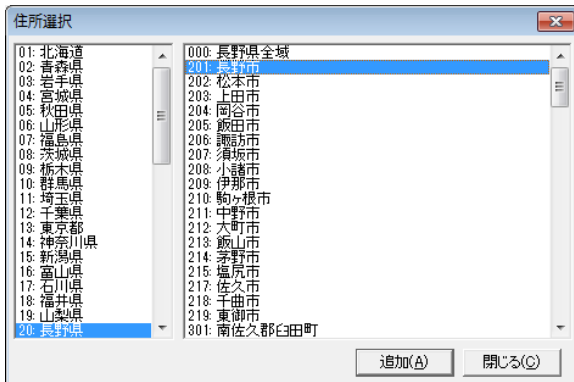 住所選択
01: 北海道
02: 青森県
03: 岩手県
04: 宮城県
05: 秋田県
06: 山形県
07: 福島県
08: 茨城県
09: 栃木県
10: 群馬県
11: 埼玉県
12: 千葉県
13: 東京都
14: 神奈川県
15: 新潟県
16: 富山県
17: 石川県
18: 福井県
19: 山梨県
20: 長野県
000: 長野県全域
201: 長野市
202: 松本市
203: 上田市
204: 岡谷市
205: 飯田市
206: 諏訪市
207: 須坂市
208: 小諸市
209: 伊那市
210: 駒ヶ根市
211: 中野市
212: 大町市
213: 飯山市
214: 茅野市
215: 塩尻市
217: 佐久市
218: 千曲市
219: 東御市
301: 南佐久郡臼田町
追加(A)
閉じる(C)